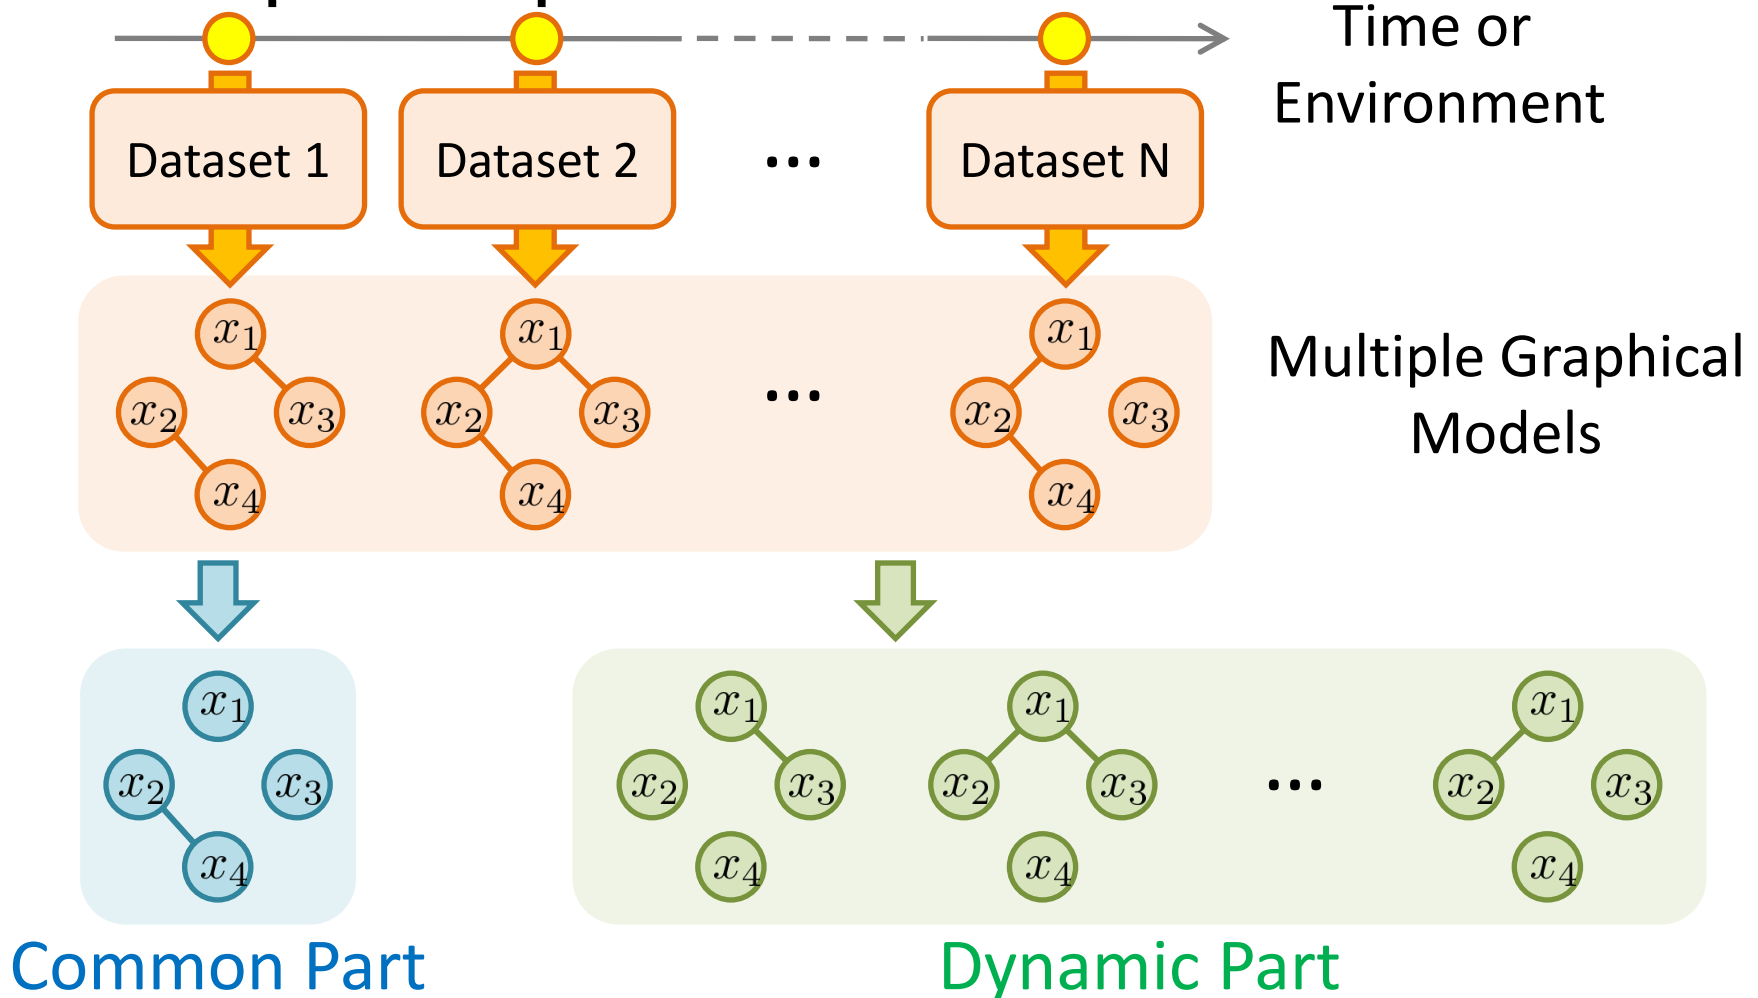 Time or
Environment
Dataset 1 Dataset 2 ... Dataset N
Multiple Graphical
Models
x1 x1 ... x1
x2 x3 x2 x3 x2 x3
x4 x4 x4
x1 x1 x1 x1
x2 x3 x2 x3 x2 x3 ... x2 x3
x4 x4 x4 x4
Common Part Dynamic Part